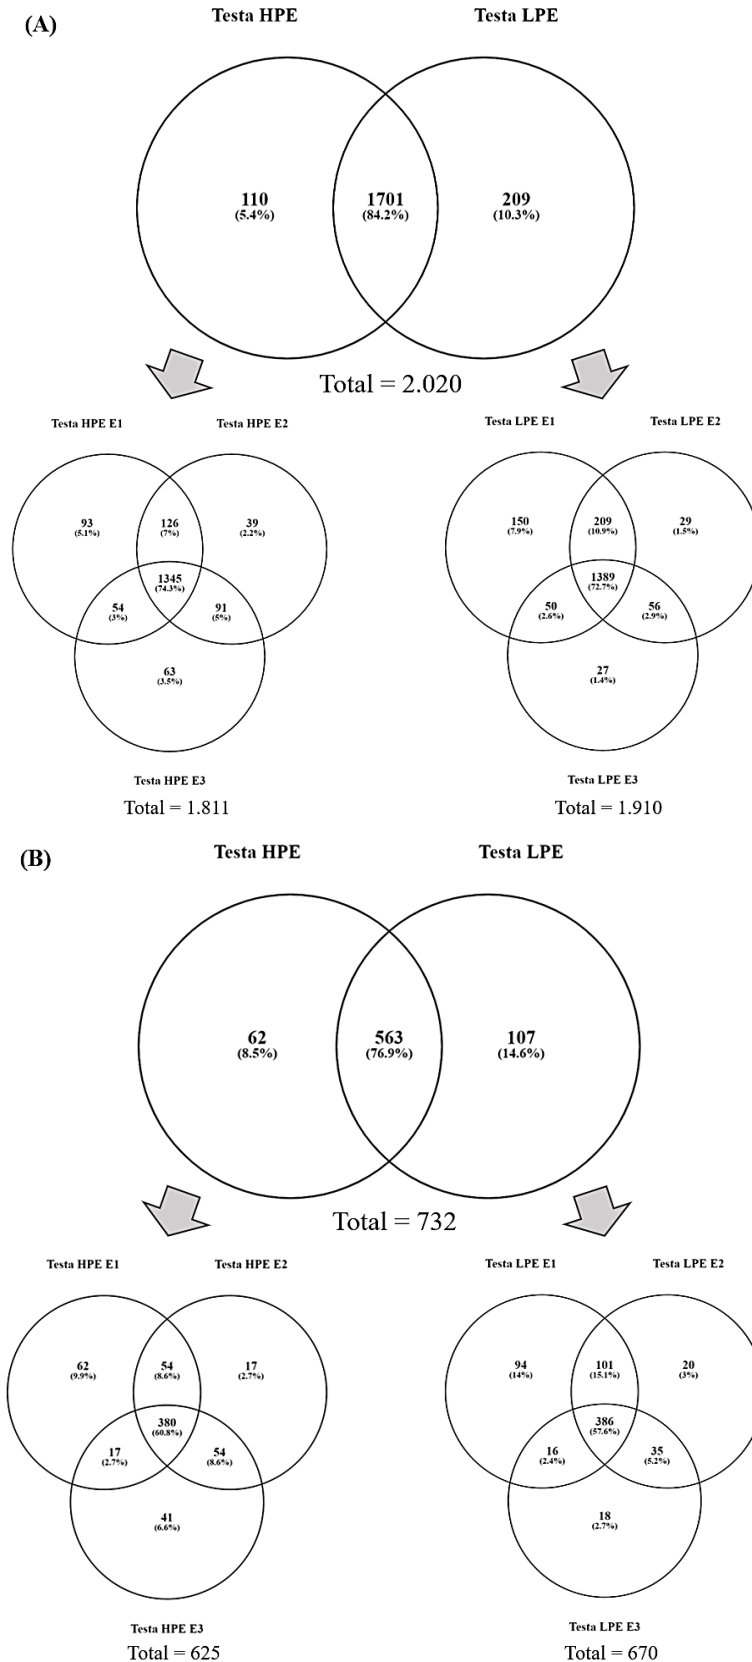 (A)
Testa HPE Testa LPE
110 1701 209
(5.4%) (84.2%) (10.3%)
Total = 2.020
Testa HPE E1 Testa HPE E2 Testa LPE E1 Testa LPE E2
93 126 39 150 209 29
(5.1%) (7%) (2.2%) (7.9%) (10.9%) (1.5%)
1345 1389
(74.3%) (72.7%)
54 91 50 56
(3%) (5%) (2.6%) (2.9%)
63 27
(3.5%) (1.4%)
Testa HPE E3 Testa LPE E3
Total = 1.811 Total = 1.910
(B)
Testa HPE Testa LPE
62 563 107
(8.5%) (76.9%) (14.6%)
Total = 732
Testa HPE E1 Testa HPE E2 Testa LPE E1 Testa LPE E2
62 54 17 94 101 20
(9.9%) (8.6%) (2.7%) (14%) (15.1%) (3%)
380 386
(60.8%) (57.6%)
17 54 16 35
(2.7%) (8.6%) (2.4%) (5.2%)
41 18
(6.6%) (2.7%)
Testa HPE E3 Testa LPE E3
Total = 625 Total = 670